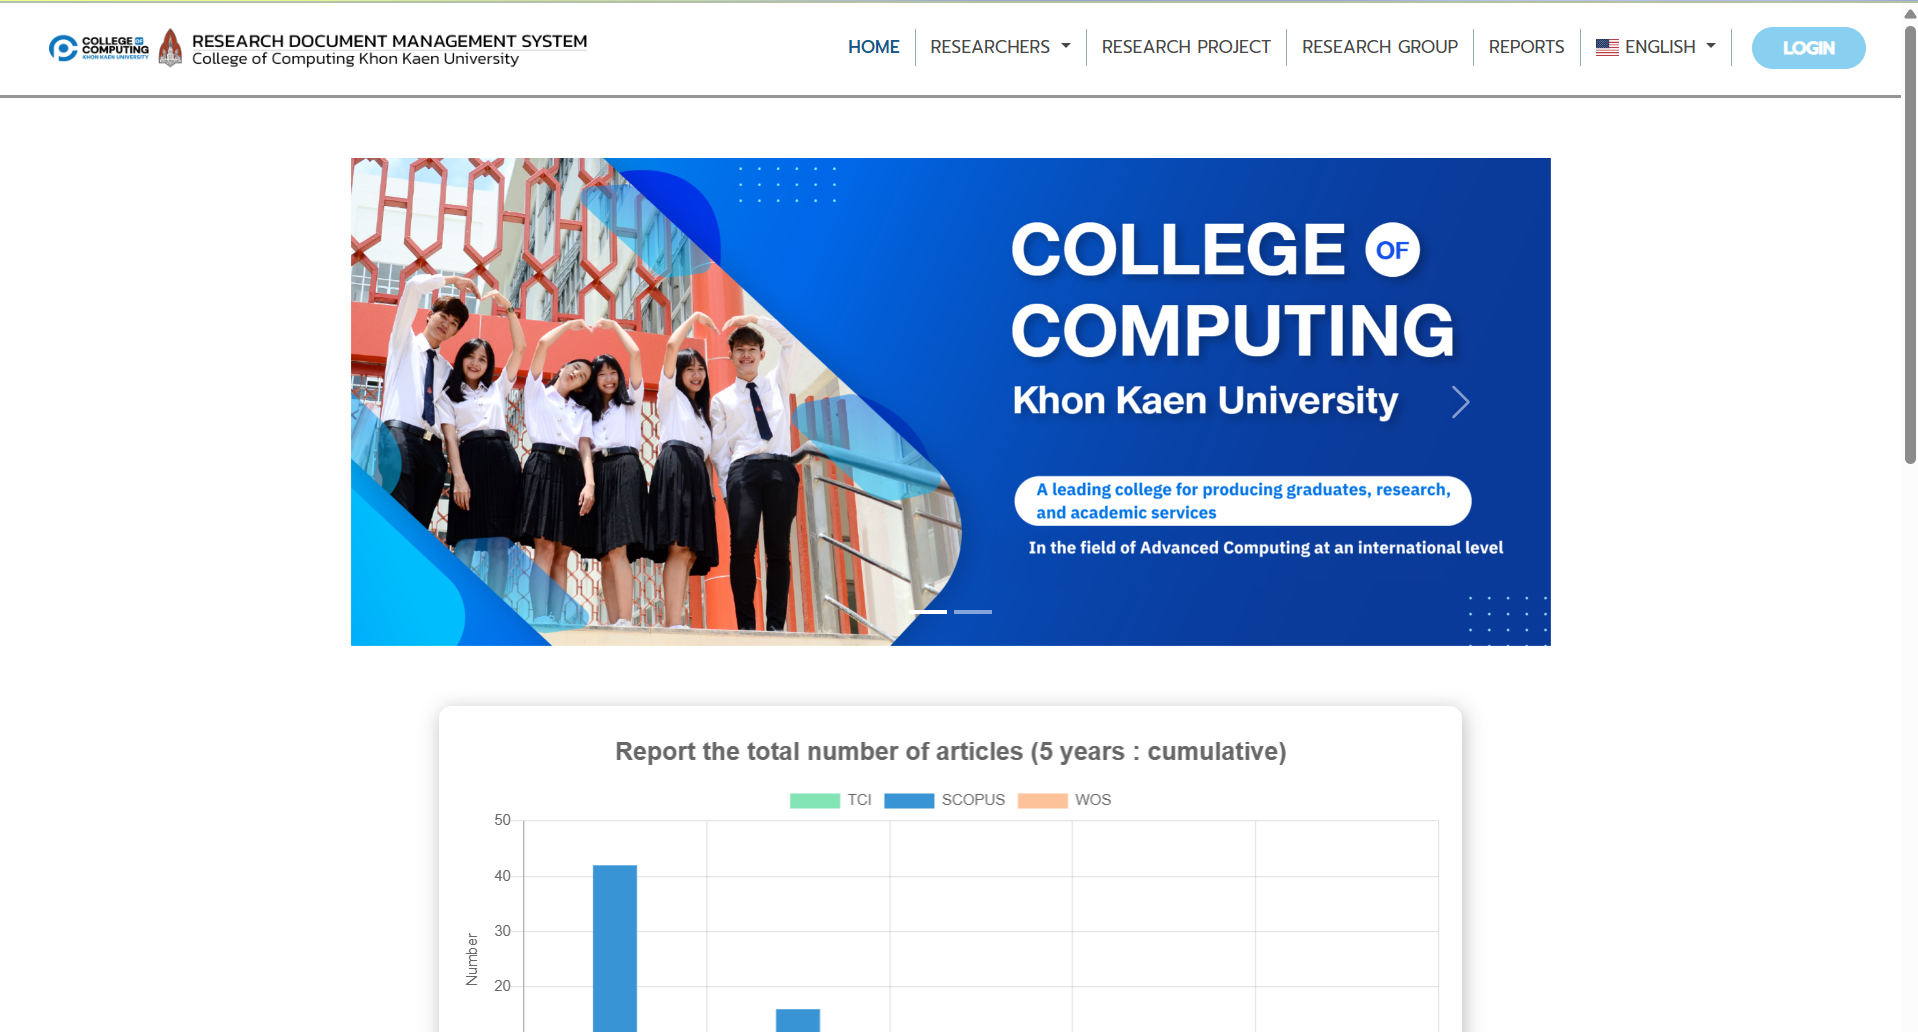 COLLEGE OF
COMPUTING
KHON KAEN UNIVERSITY
RESEARCH DOCUMENT MANAGEMENT SYSTEM
College of Computing Khon Kaen University
HOME
RESEARCHERS
RESEARCH PROJECT
RESEARCH GROUP
REPORTS
ENGLISH
LOGIN
COLLEGE OF
COMPUTING
Khon Kaen University
A leading college for producing graduates, research,
and academic services
In the field of Advanced Computing at an international level
Report the total number of articles (5 years : cumulative)
TCI SCOPUS WOS
50
40
30
20
Number